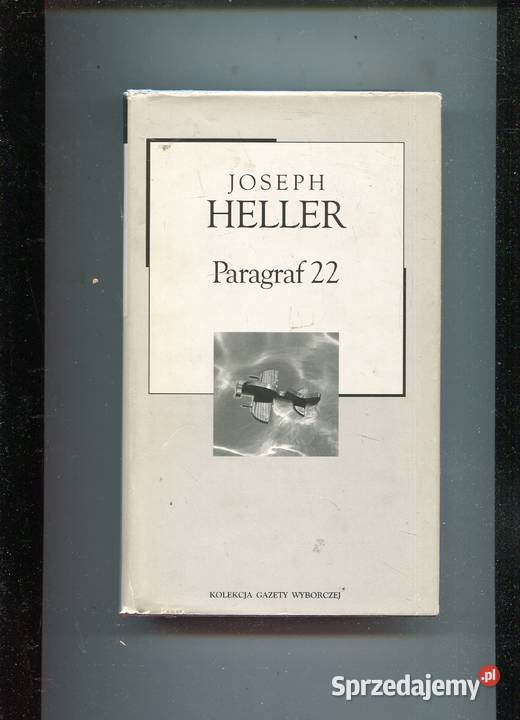 JOSEPH
HELLER
Paragraf 22
KOLEKCJA GAZETY WYBORCZEJ
Sprzedajemy.pl